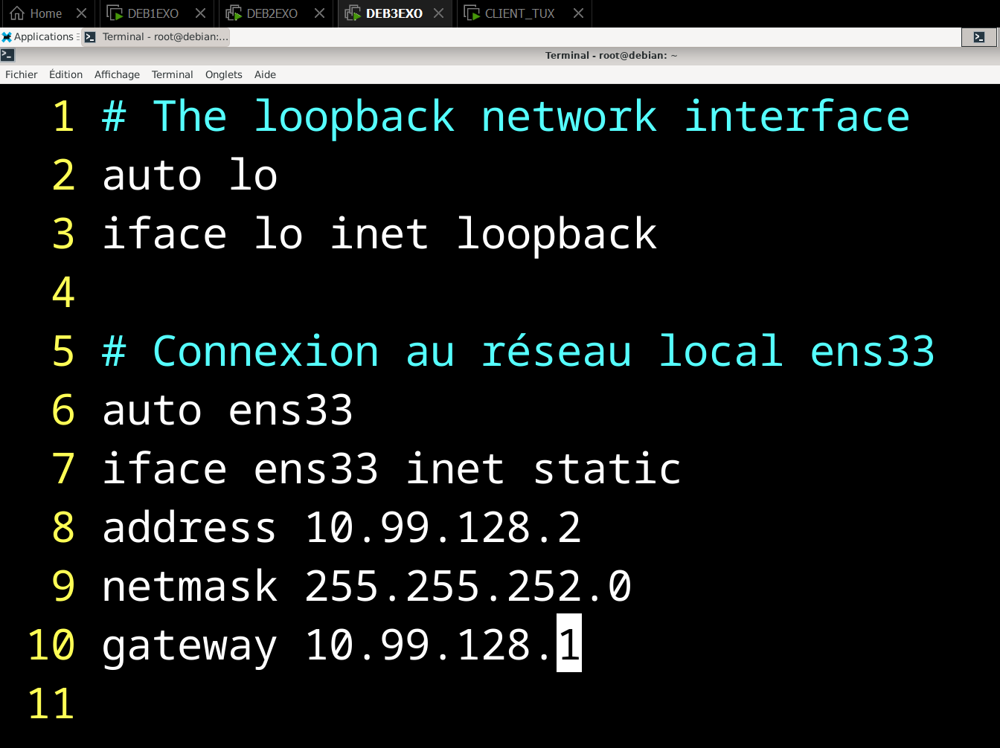 Home DEB1EXO DEB2EXO DEB3EXO CLIENT_TUX
Applications Terminal - root@debian:...
Terminal - root@debian: ~
Fichier Édition Affichage Terminal Onglets Aide
1 # The loopback network interface
2 auto lo
3 iface lo inet loopback
4
5 # Connexion au réseau local ens33
6 auto ens33
7 iface ens33 inet static
8 address 10.99.128.2
9 netmask 255.255.252.0
10 gateway 10.99.128.1
11